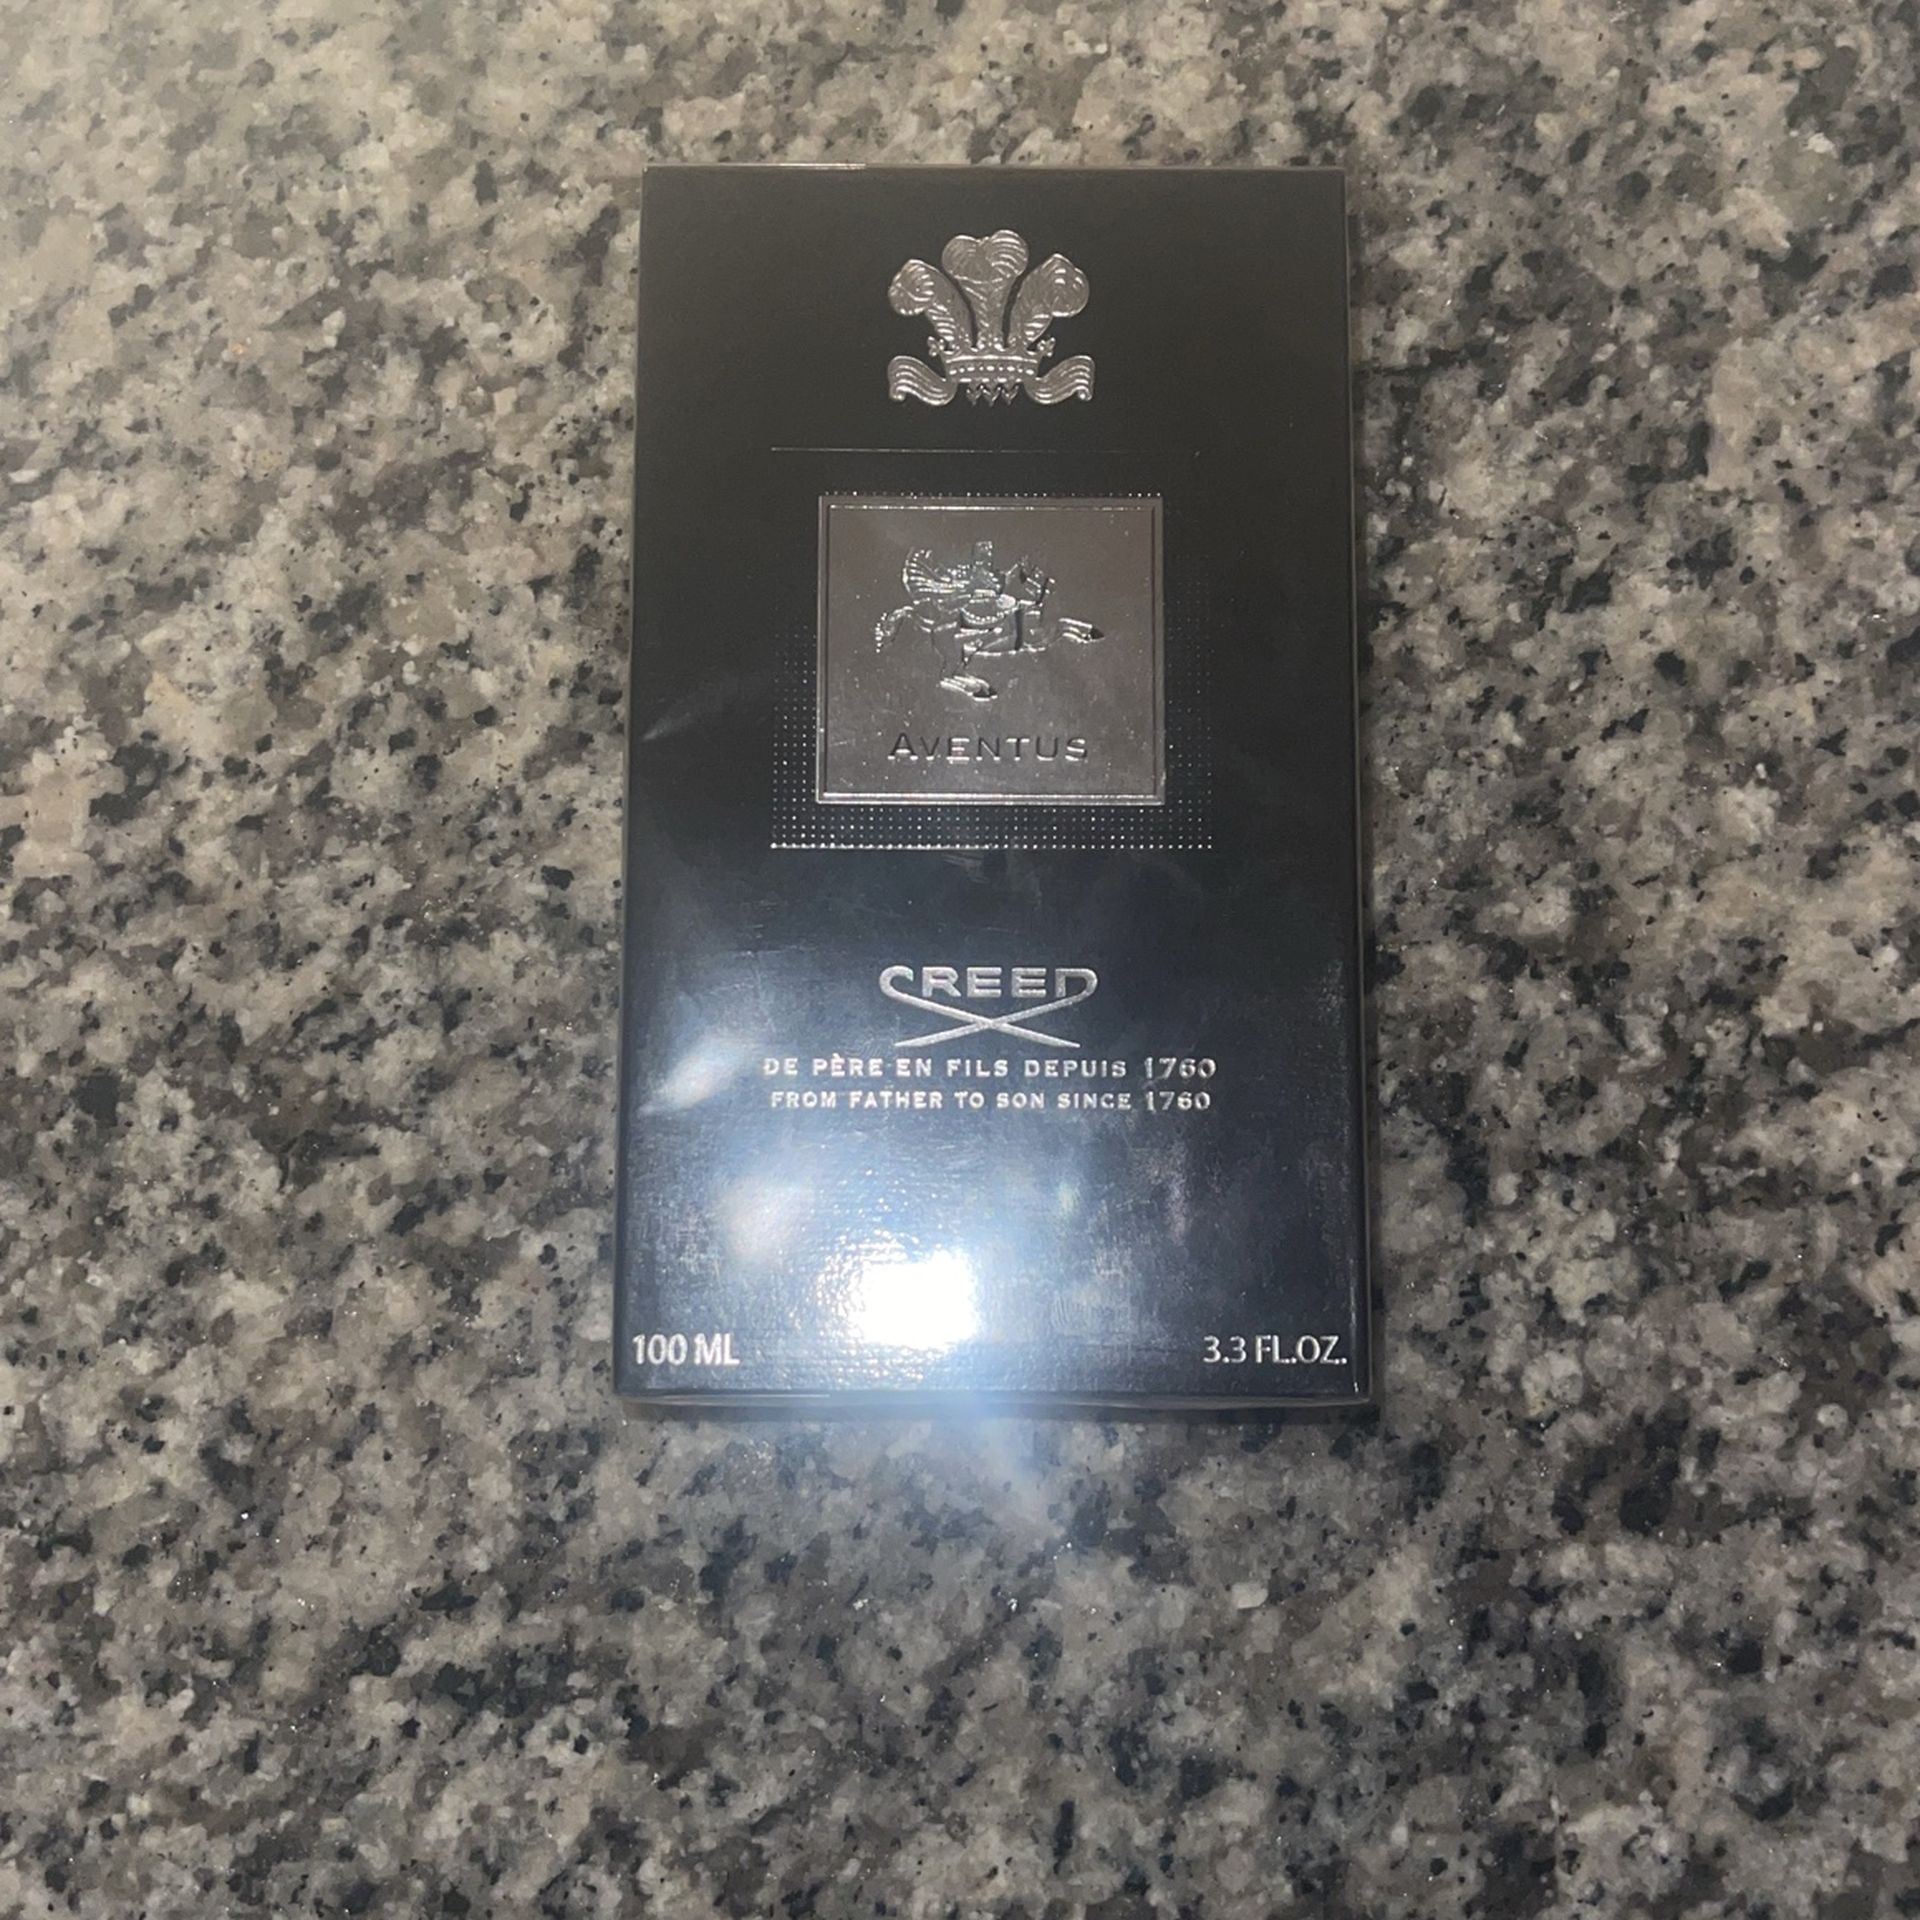 AVENTUS
CREED
DE PÈRE EN FILS DEPUIS 1760
FROM FATHER TO SON SINCE 1760
100 ML 3.3 FL.OZ.